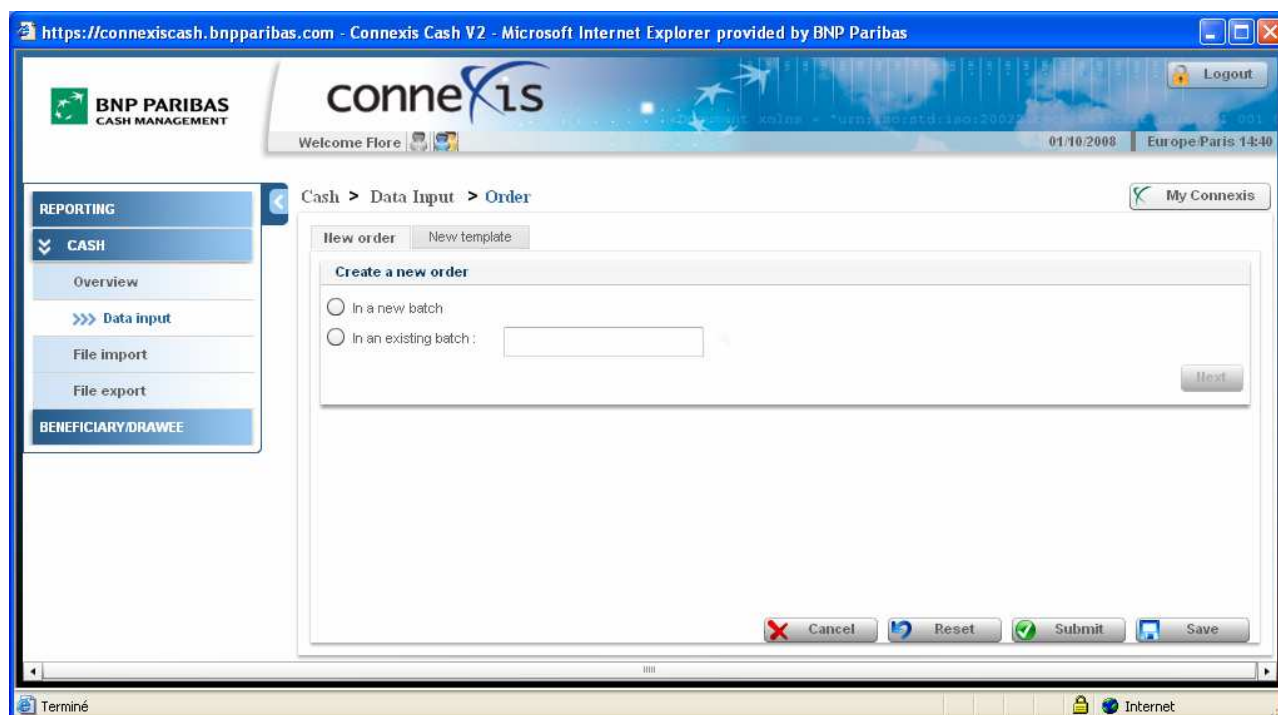 https://connexiscash.bnpparibas.com - Connexis Cash V2 - Microsoft Internet Explorer provided by BNP Paribas
BNP PARIBAS
CASH MANAGEMENT
connexis
Logout
Welcome Flore
01/10/2008
Europe/Paris 14:40
REPORTING
CASH
Overview
>>> Data input
File import
File export
BENEFICIARY/DRAWEE
Cash > Data Input > Order
My Connexis
New order
New template
Create a new order
In a new batch
In an existing batch :
Next
Cancel
Reset
Submit
Save
Terminé
Internet